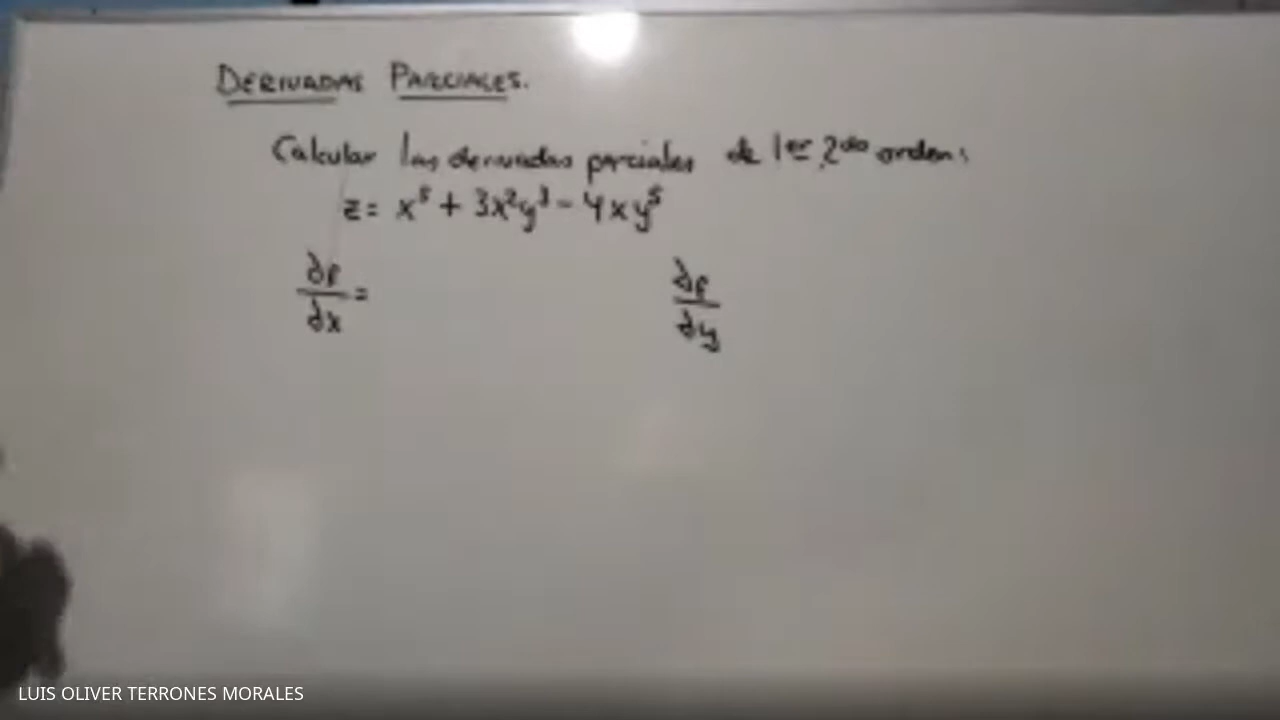 DERIVADAS PARCIALES.
Calcular las derivadas parciales de 1er 2do orden:
z = x⁵ + 3x²y³ - 4xy⁵
∂f/∂x = ∂f/∂y
LUIS OLIVER TERRONES MORALES